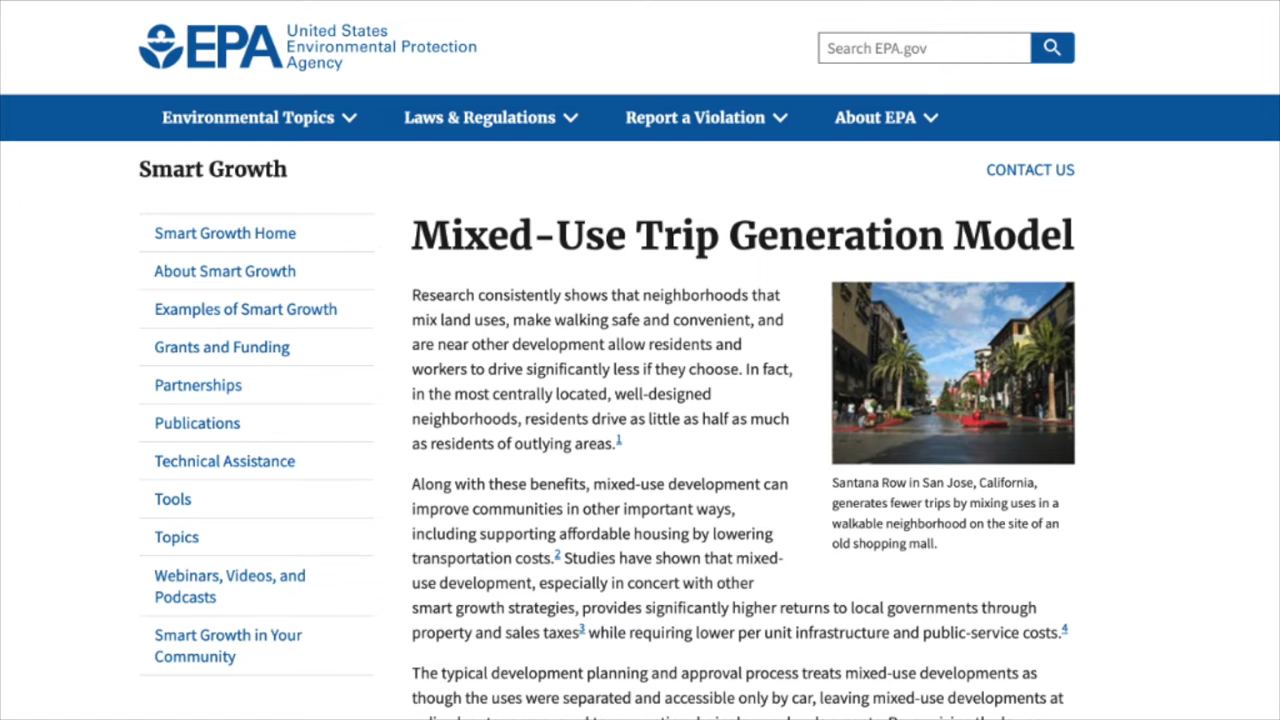 EPA
United States
Environmental Protection
Agency
Search EPA.gov
Environmental Topics
Laws & Regulations
Report a Violation
About EPA
Smart Growth
CONTACT US
Smart Growth Home
About Smart Growth
Examples of Smart Growth
Grants and Funding
Partnerships
Publications
Technical Assistance
Tools
Topics
Webinars, Videos, and
Podcasts
Smart Growth in Your
Community
Mixed-Use Trip Generation Model
Research consistently shows that neighborhoods that
mix land uses, make walking safe and convenient, and
are near other development allow residents and
workers to drive significantly less if they choose. In fact,
in the most centrally located, well-designed
neighborhoods, residents drive as little as half as much
as residents of outlying areas.1
Along with these benefits, mixed-use development can
improve communities in other important ways,
including supporting affordable housing by lowering
transportation costs.2 Studies have shown that mixed-
use development, especially in concert with other
smart growth strategies, provides significantly higher returns to local governments through
property and sales taxes3 while requiring lower per unit infrastructure and public-service costs.4
The typical development planning and approval process treats mixed-use developments as
though the uses were separated and accessible only by car, leaving mixed-use developments at
Santana Row in San Jose, California,
generates fewer trips by mixing uses in a
walkable neighborhood on the site of an
old shopping mall.